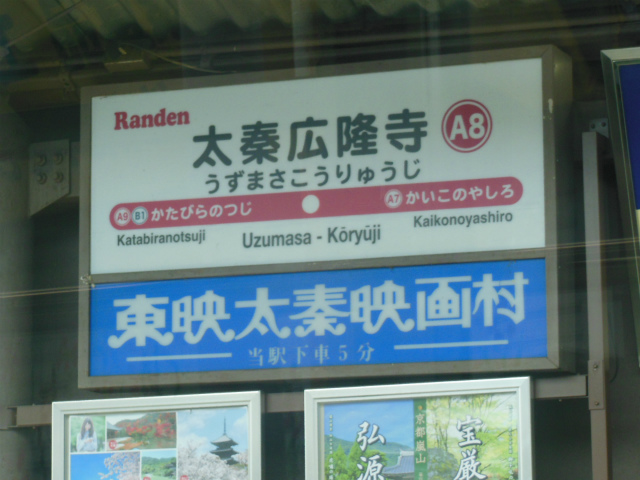 Randen
太秦広隆寺
A8
うずまさこうりゅうじ
A9 B1 かたびらのつじ
A7 かいこのやしろ
Katabiranotsuji
Uzumasa - Kōryūji
Kaikonoyashiro
東映太秦映画村
当駅下車5分
弘源
宝厳